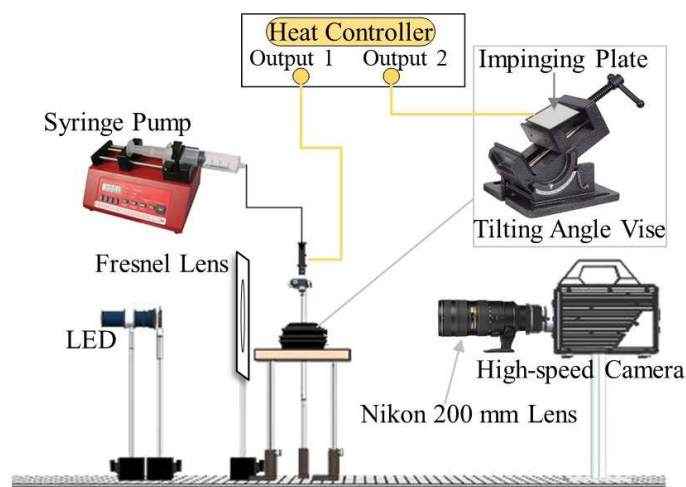 Heat Controller
Output 1 Output 2
Impinging Plate
Syringe Pump
Tilting Angle Vise
Fresnel Lens
LED
High-speed Camera
Nikon 200 mm Lens